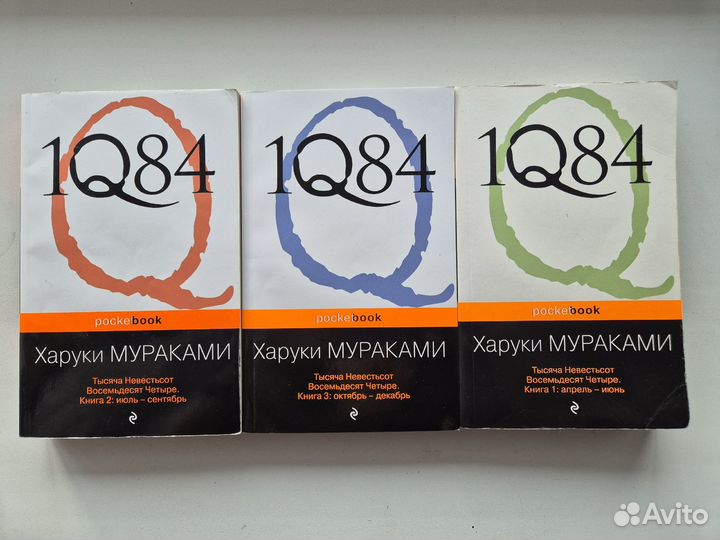 1Q84
pocketbook
Харуки МУРАКАМИ
Тысяча Невестьсот
Восемьдесят Четыре.
Книга 2: июль – сентябрь
1Q84
pocketbook
Харуки МУРАКАМИ
Тысяча Невестьсот
Восемьдесят Четыре.
Книга 3: октябрь – декабрь
1Q84
pocketbook
Харуки МУРАКАМИ
Тысяча Невестьсот
Восемьдесят Четыре.
Книга 1: апрель – июнь
Avito